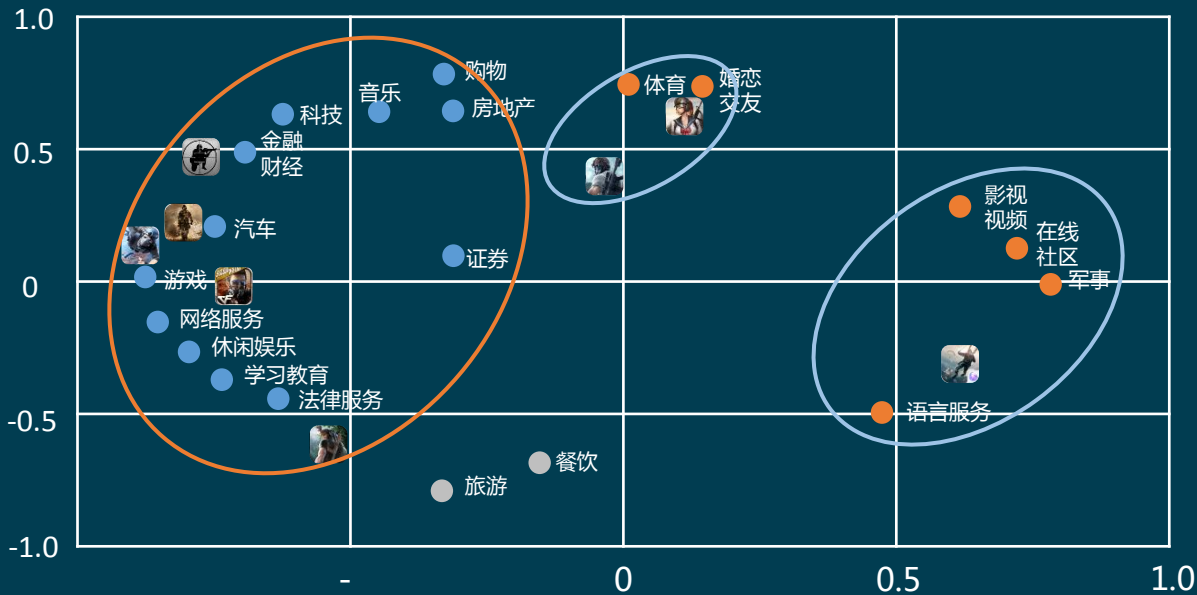 1.0
购物
体育
婚恋
交友
音乐
房地产
科技
金融
财经
0.5
影视
视频
汽车
在线
社区
证券
游戏
军事
0
网络服务
休闲娱乐
学习教育
法律服务
语言服务
-0.5
餐饮
旅游
-1.0
-
0
0.5
1.0